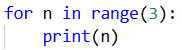 for n in range(3):
    print(n)